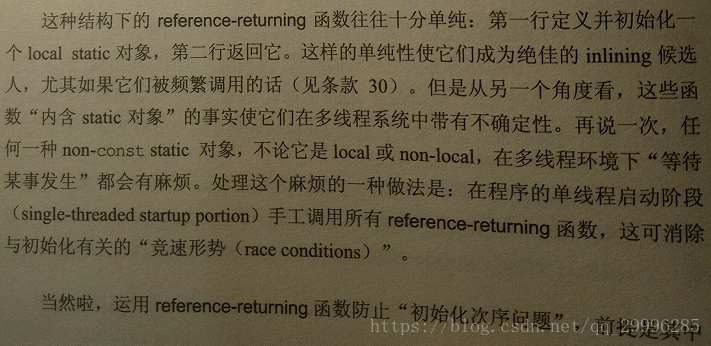 这种结构下的 reference-returning 函数往往十分单纯：第一行定义并初始化一
个 local static 对象，第二行返回它。这样的单纯性使它们成为绝佳的 inlining 候选
人，尤其如果它们被频繁调用的话（见条款 30）。但是从另一个角度看，这些函
数“内含 static 对象”的事实使它们在多线程系统中带有不确定性。再说一次，任
何一种 non-const static 对象，不论它是 local 或 non-local，在多线程环境下“等待
某事发生”都会有麻烦。处理这个麻烦的一种做法是：在程序的单线程启动阶段
（single-threaded startup portion）手工调用所有 reference-returning 函数，这可消除
与初始化有关的“竞速形势（race conditions）”。
当然啦，运用 reference-returning 函数防止“初始化次序问题”，前提是其中
https://blog.csdn.net/qq_29996285